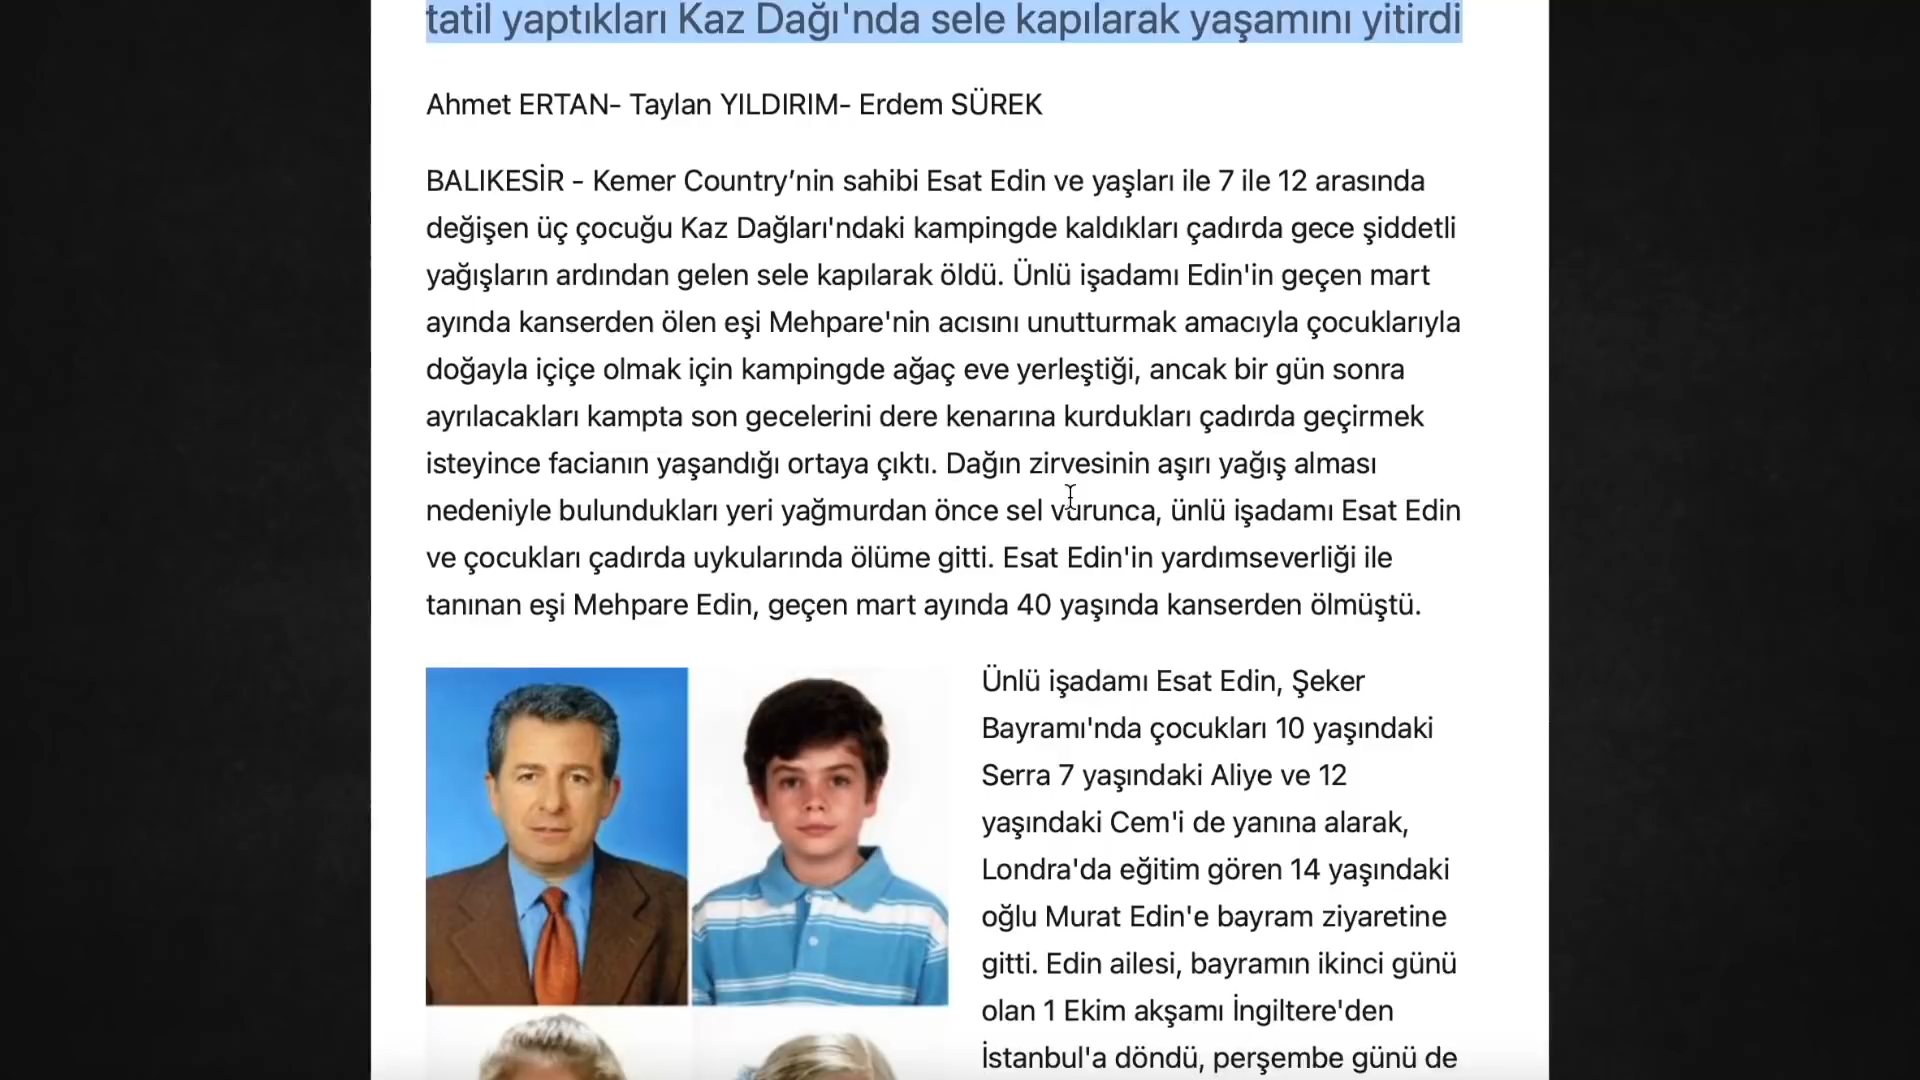 tatil yaptıkları Kaz Dağı'nda sele kapılarak yaşamını yitirdi
Ahmet ERTAN- Taylan YILDIRIM- Erdem SÜREK
BALIKESİR - Kemer Country’nin sahibi Esat Edin ve yaşları ile 7 ile 12 arasında
değişen üç çocuğu Kaz Dağları'ndaki kampingde kaldıkları çadırda gece şiddetli
yağışların ardından gelen sele kapılarak öldü. Ünlü işadamı Edin'in geçen mart
ayında kanserden ölen eşi Mehpare'nin acısını unutturmak amacıyla çocuklarıyla
doğayla içiçe olmak için kampingde ağaç eve yerleştiği, ancak bir gün sonra
ayrılacakları kampta son gecelerini dere kenarına kurdukları çadırda geçirmek
isteyince facianın yaşandığı ortaya çıktı. Dağın zirvesinin aşırı yağış alması
nedeniyle bulundukları yeri yağmurdan önce sel vurunca, ünlü işadamı Esat Edin
ve çocukları çadırda uykularında ölüme gitti. Esat Edin'in yardımseverliği ile
tanınan eşi Mehpare Edin, geçen mart ayında 40 yaşında kanserden ölmüştü.
Ünlü işadamı Esat Edin, Şeker
Bayramı'nda çocukları 10 yaşındaki
Serra 7 yaşındaki Aliye ve 12
yaşındaki Cem'i de yanına alarak,
Londra'da eğitim gören 14 yaşındaki
oğlu Murat Edin'e bayram ziyaretine
gitti. Edin ailesi, bayramın ikinci günü
olan 1 Ekim akşamı İngiltere'den
İstanbul'a döndü, perşembe günü de